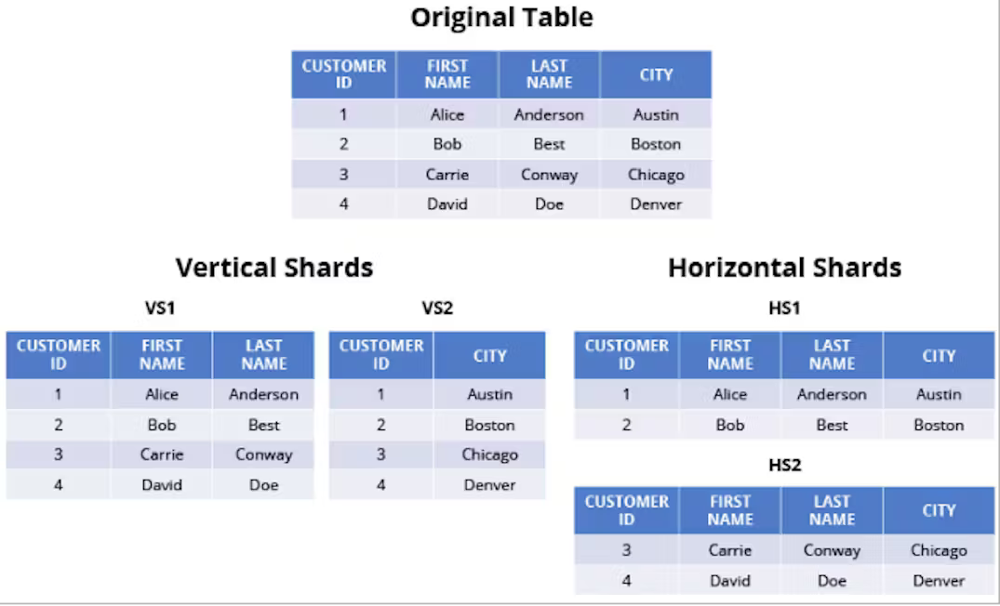 Original Table
CUSTOMER ID FIRST NAME LAST NAME CITY
1 Alice Anderson Austin
2 Bob Best Boston
3 Carrie Conway Chicago
4 David Doe Denver
Vertical Shards
VS1
CUSTOMER ID FIRST NAME LAST NAME
1 Alice Anderson
2 Bob Best
3 Carrie Conway
4 David Doe
VS2
CUSTOMER ID CITY
1 Austin
2 Boston
3 Chicago
4 Denver
Horizontal Shards
HS1
CUSTOMER ID FIRST NAME LAST NAME CITY
1 Alice Anderson Austin
2 Bob Best Boston
HS2
CUSTOMER ID FIRST NAME LAST NAME CITY
3 Carrie Conway Chicago
4 David Doe Denver